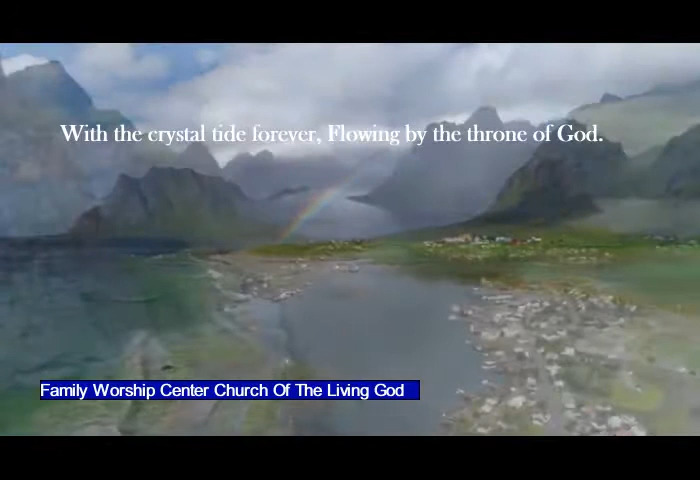 With the crystal tide forever, Flowing by the throne of God.
Family Worship Center Church Of The Living God